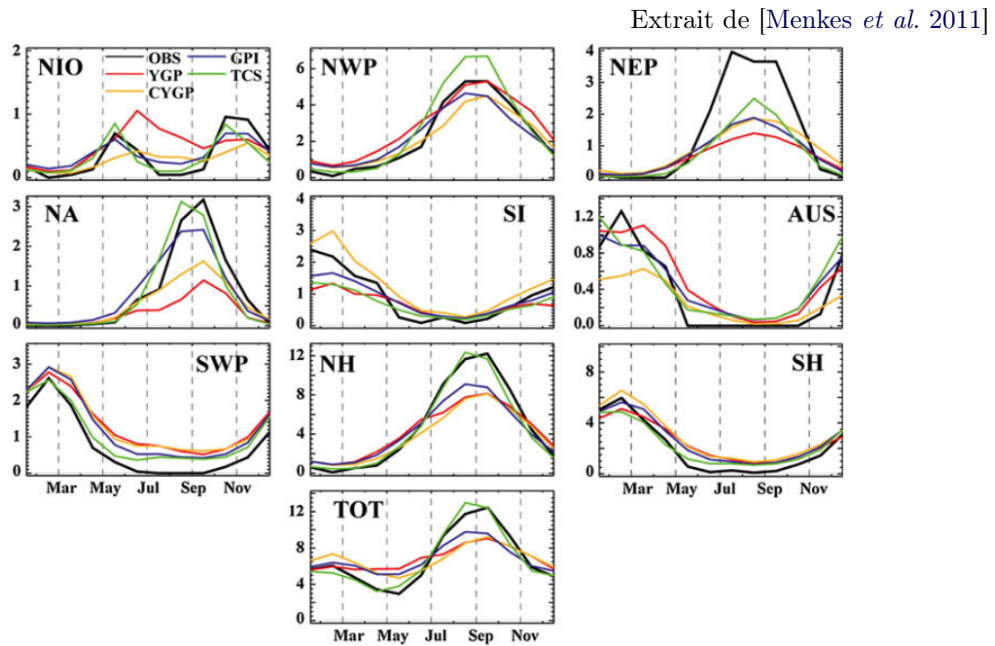 Extrait de [Menkes et al. 2011]
NIO
OBS
YGP
CYGP
GPI
TCS
2
1
0
NWP
6
4
2
0
NEP
4
3
2
1
0
NA
3
2
1
0
SI
4
3
2
1
0
AUS
1.2
0.8
0.4
0.0
SWP
3
2
1
0
Mar May Jul Sep Nov
NH
12
8
4
0
SH
8
4
0
Mar May Jul Sep Nov
TOT
12
8
4
0
Mar May Jul Sep Nov